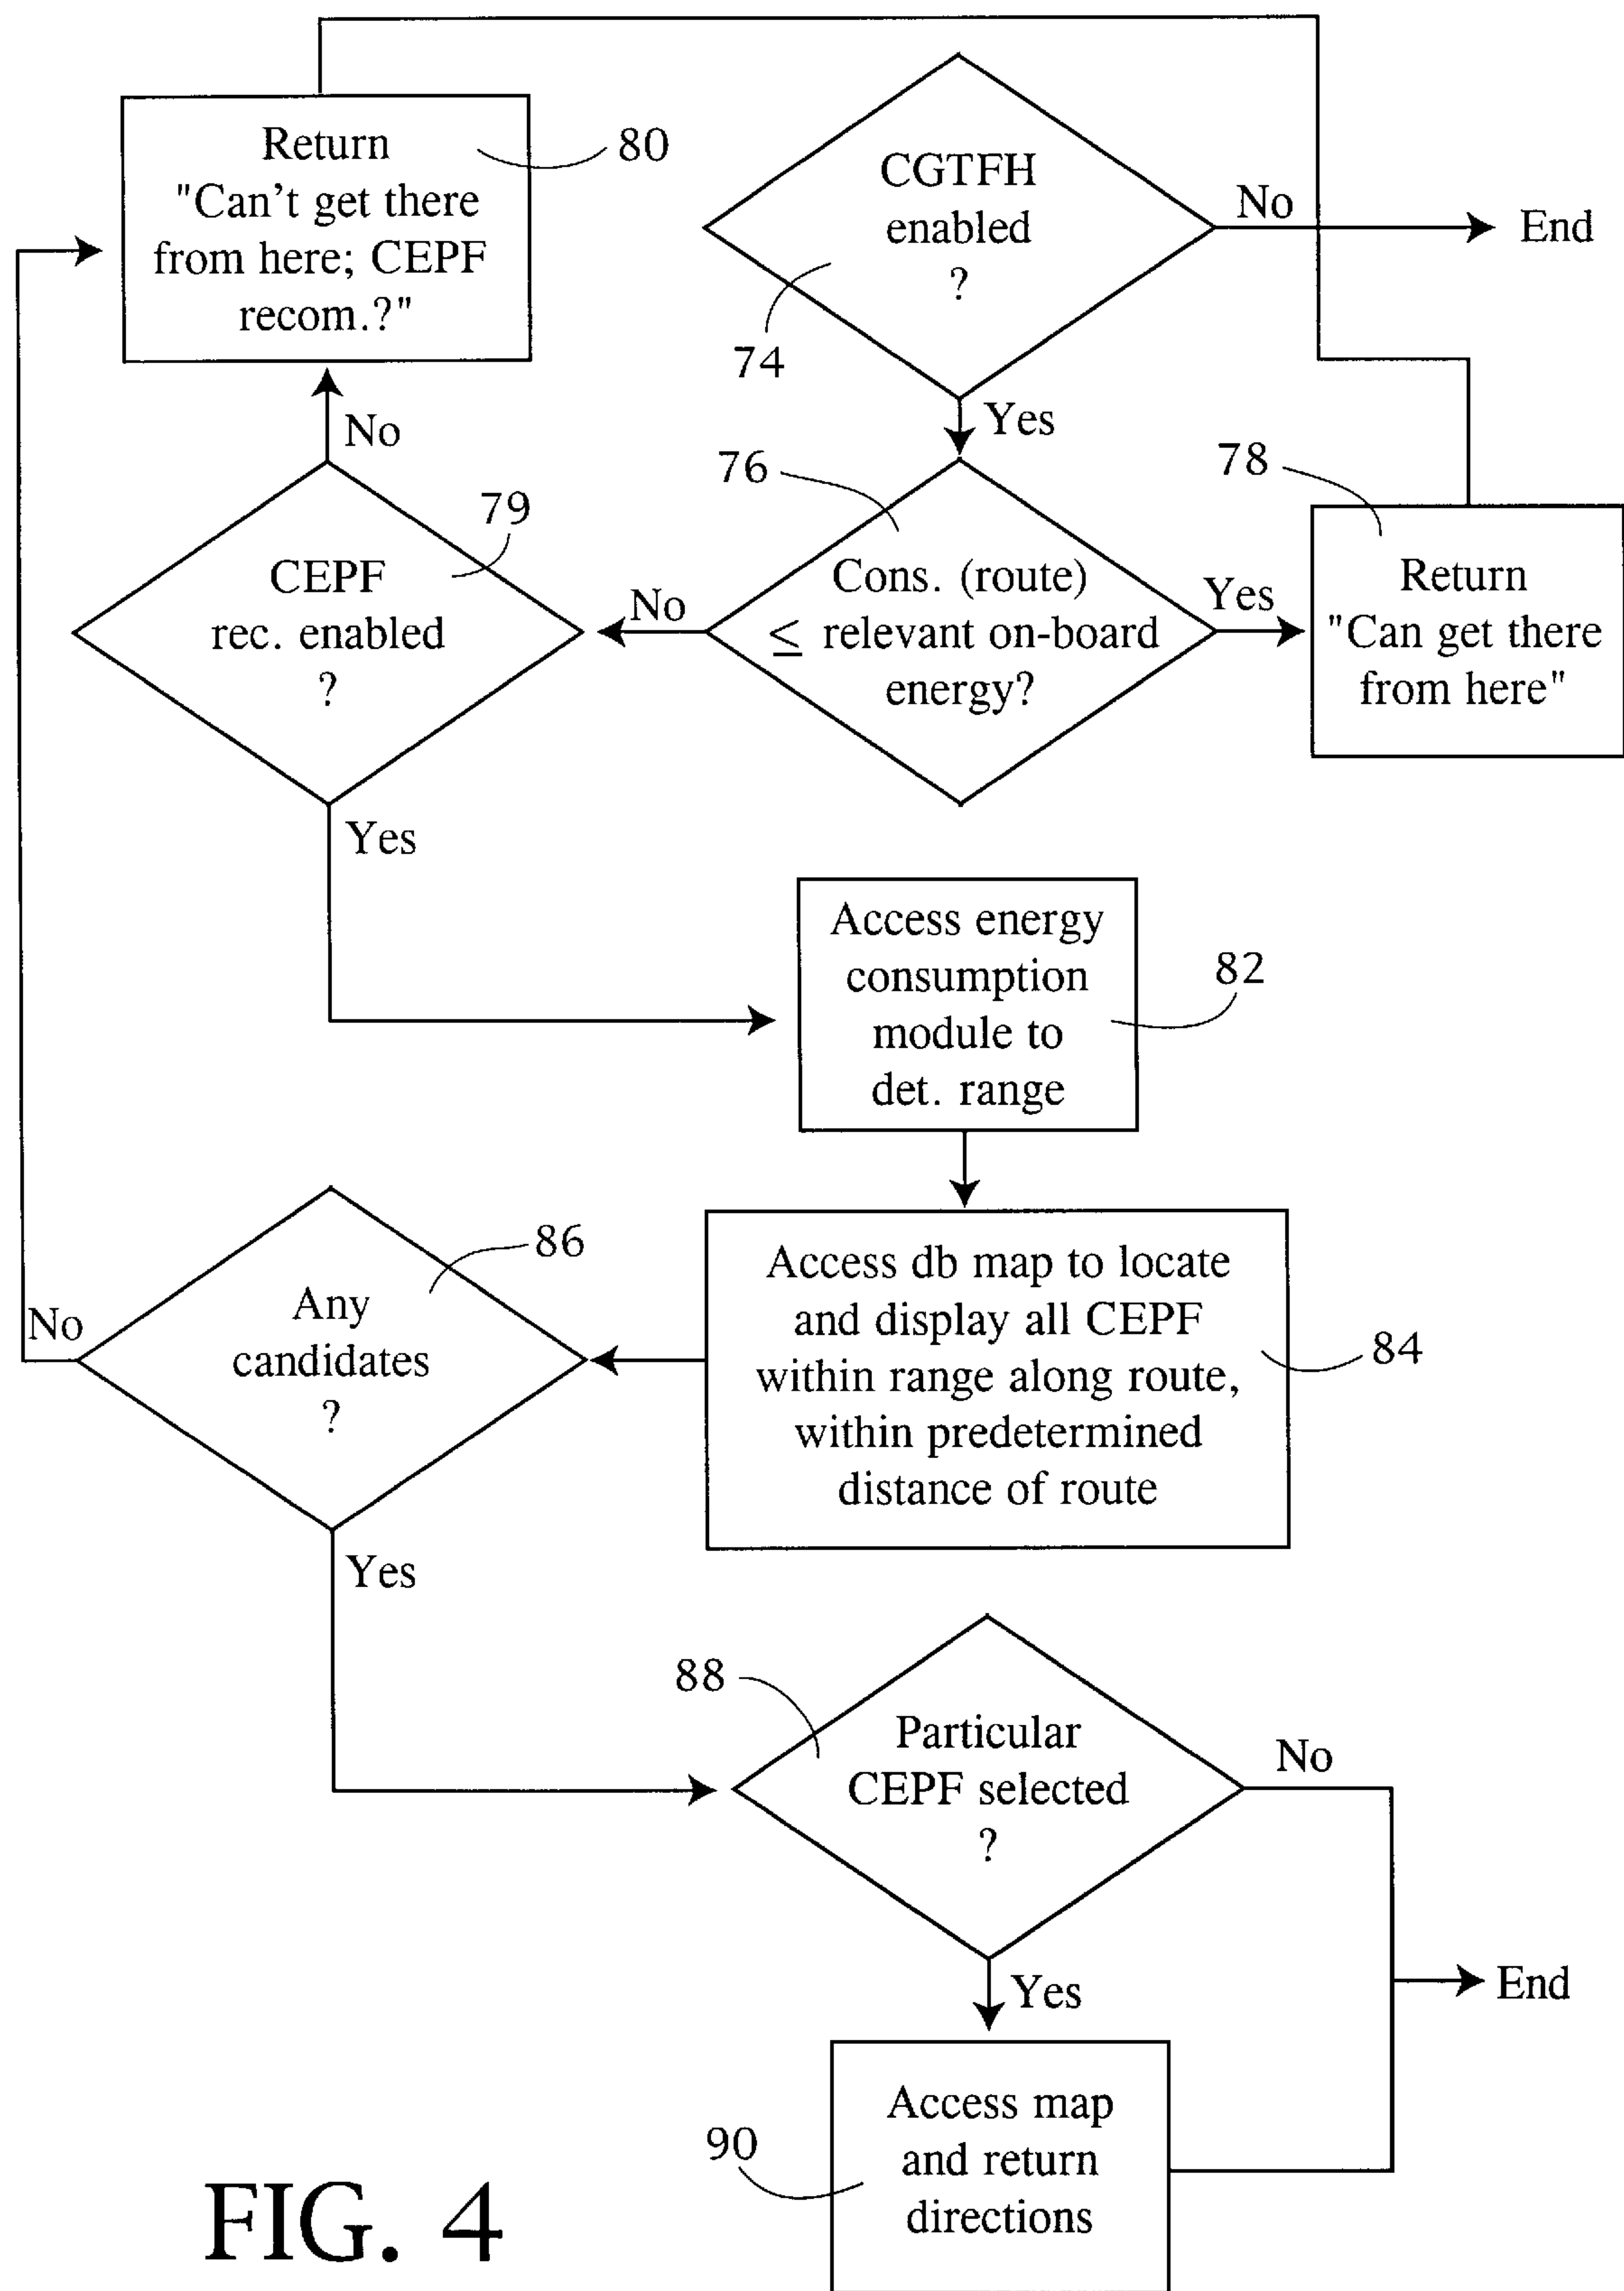 Return
"Can't get there
from here; CEPF
recom.?"
80
CGTFH
enabled
?
74
No
End
Yes
No
79
CEPF
rec. enabled
?
No
76
Cons. (route)
≤ relevant on-board
energy?
Yes
78
Return
"Can get there
from here"
Yes
Access energy
consumption
module to
det. range
82
86
Any
candidates
?
No
Access db map to locate
and display all CEPF
within range along route,
within predetermined
distance of route
84
Yes
88
Particular
CEPF selected
?
No
Yes
End
90
Access map
and return
directions
FIG. 4